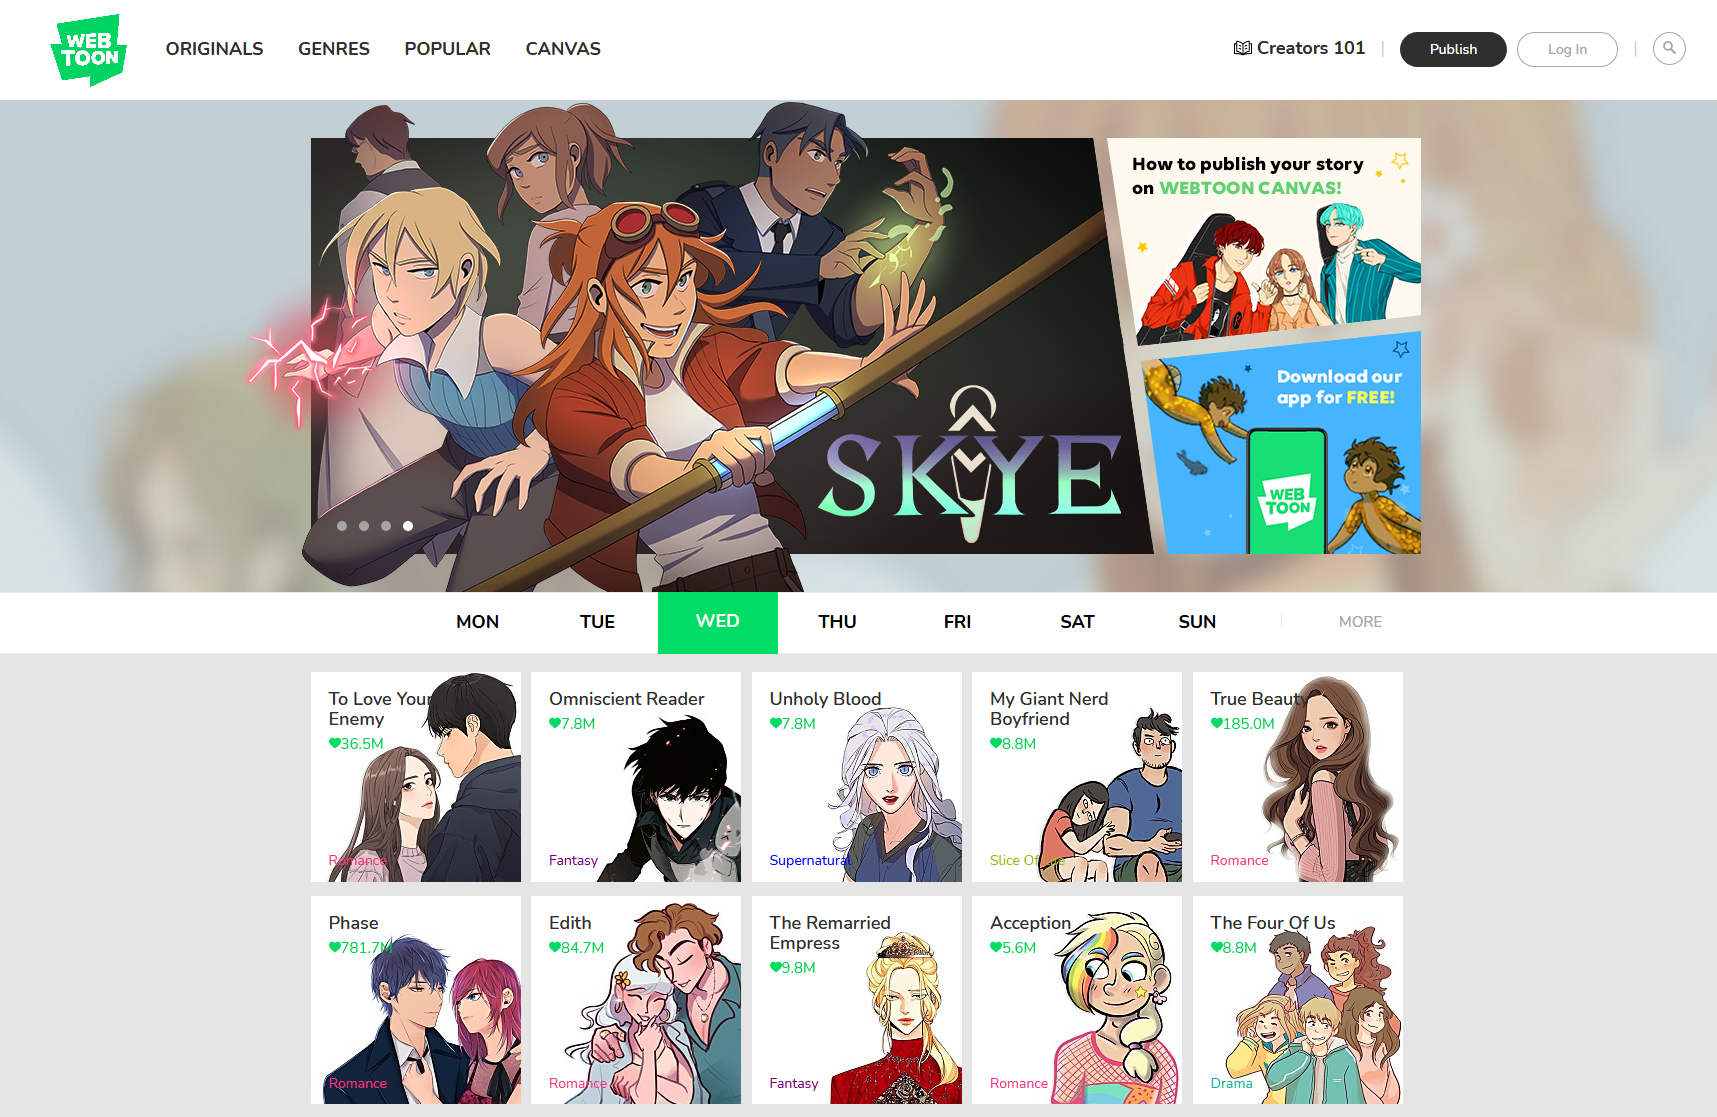 WEB
TOON
ORIGINALS GENRES POPULAR CANVAS
Creators 101 | Publish Log In |
How to publish your story
on WEBTOON CANVAS!
Download our
app for FREE!
WEB
TOON
SKYE
MON TUE WED THU FRI SAT SUN MORE
To Love Your
Enemy
36.5M
Romance
Omniscient Reader
7.8M
Fantasy
Unholy Blood
7.8M
Supernatural
My Giant Nerd
Boyfriend
8.8M
Slice Of Life
True Beauty
185.0M
Romance
Phase
781.7M
Romance
Edith
84.7M
Romance
The Remarried
Empress
9.8M
Fantasy
Acception
5.6M
Romance
The Four Of Us
8.8M
Drama